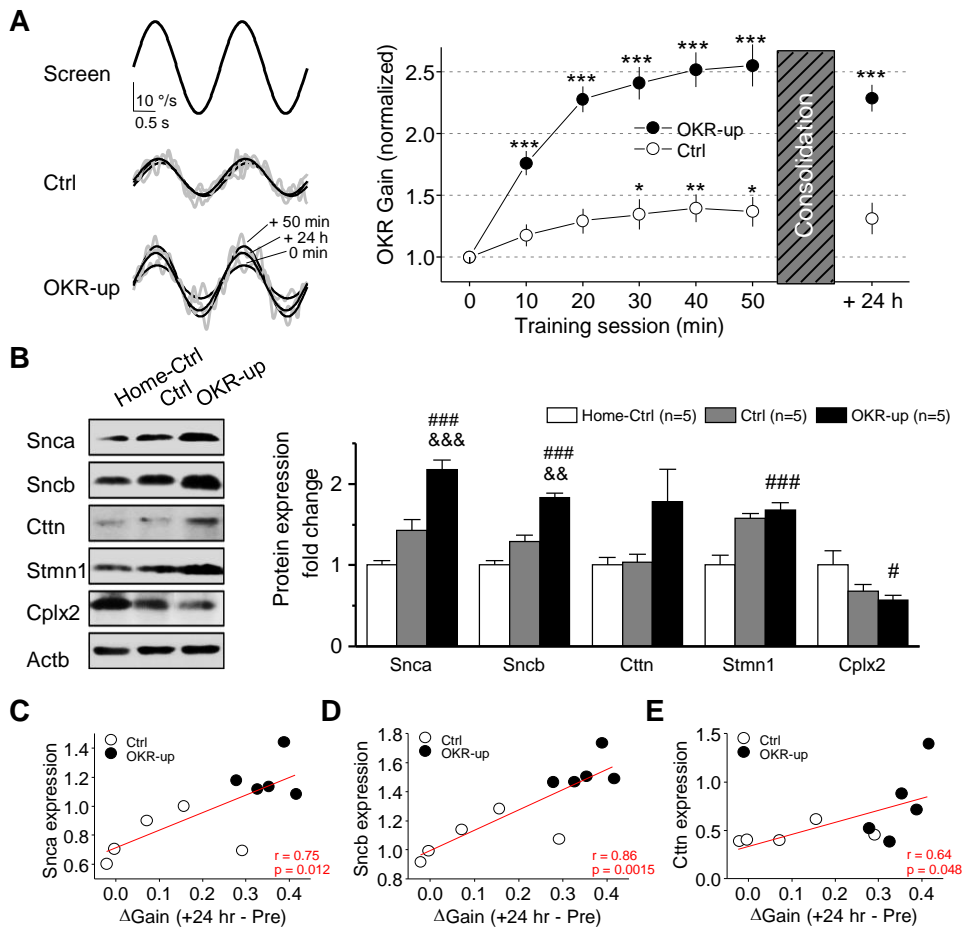 A
Screen
10 °/s
0.5 s
Ctrl
+ 50 min
+ 24 h
0 min
OKR-up
OKR Gain (normalized)
2.5
2.0
1.5
1.0
*** *** *** *** *** ***
* ** *
OKR-up
Ctrl
Consolidation
0 10 20 30 40 50 + 24 h
Training session (min)
B
Home-Ctrl
Ctrl
OKR-up
Snca
Sncb
Cttn
Stmn1
Cplx2
Actb
Home-Ctrl (n=5) Ctrl (n=5) OKR-up (n=5)
Protein expression
fold change
2
1
0
###
&&&
###
&&
###
#
Snca Sncb Cttn Stmn1 Cplx2
C
Ctrl
OKR-up
Snca expression
1.4
1.2
1.0
0.8
0.6
r = 0.75
p = 0.012
0.0 0.1 0.2 0.3 0.4
ΔGain (+24 hr - Pre)
D
Ctrl
OKR-up
Sncb expression
1.8
1.6
1.4
1.2
1.0
0.8
r = 0.86
p = 0.0015
0.0 0.1 0.2 0.3 0.4
ΔGain (+24 hr - Pre)
E
Ctrl
OKR-up
Cttn expression
1.5
1.0
0.5
0.0
r = 0.64
p = 0.048
0.0 0.1 0.2 0.3 0.4
ΔGain (+24 hr - Pre)